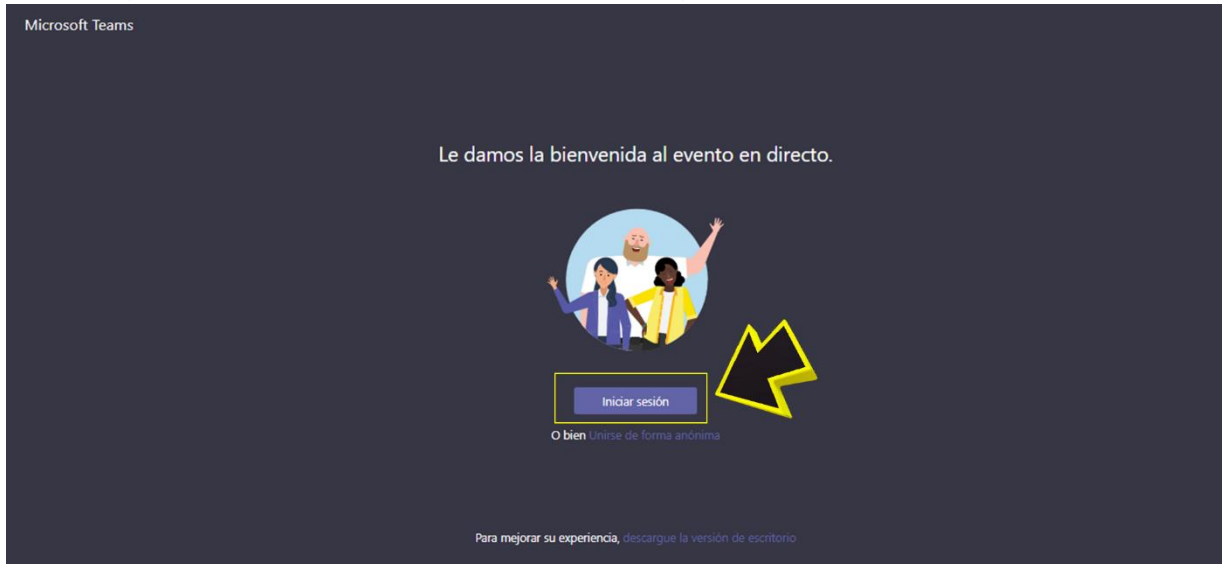 Microsoft Teams
Le damos la bienvenida al evento en directo.
Iniciar sesión
O bien Unirse de forma anónima
Para mejorar su experiencia, descargue la versión de escritorio